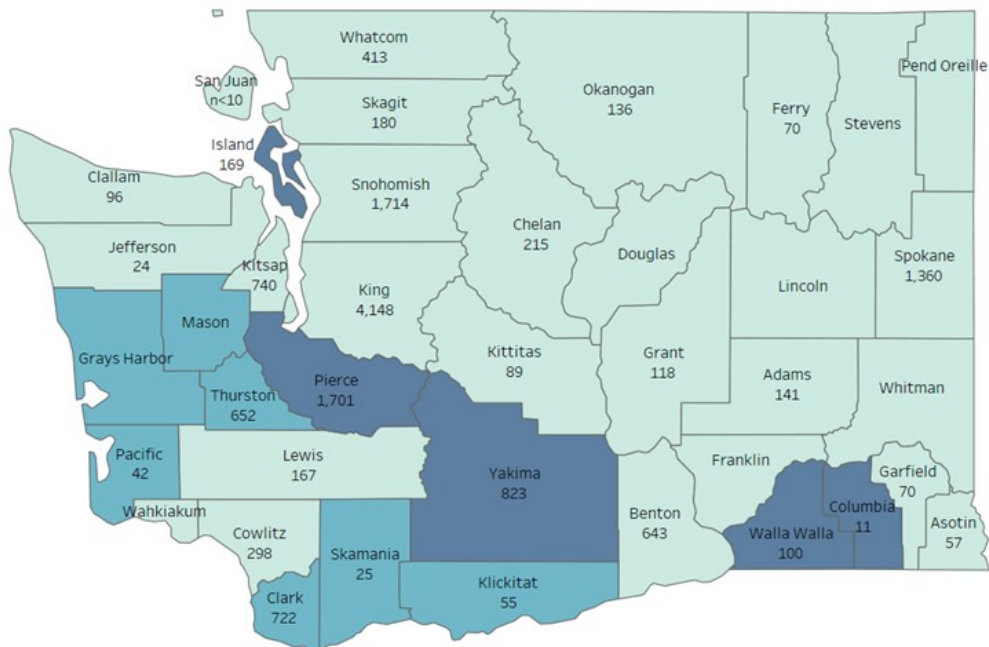 Whatcom
413
San Juan
n<10
Skagit
180
Okanogan
136
Ferry
70
Stevens
Pend Oreille
Island
169
Clallam
96
Snohomish
1,714
Chelan
215
Douglas
Jefferson
24
Kitsap
740
King
4,148
Lincoln
Spokane
1,360
Mason
Grays Harbor
Kittitas
89
Grant
118
Adams
141
Whitman
Pierce
1,701
Thurston
652
Pacific
42
Lewis
167
Yakima
823
Franklin
Garfield
70
Columbia
11
Benton
643
Walla Walla
100
Asotin
57
Wahkiakum
Cowlitz
298
Skamania
25
Klickitat
55
Clark
722